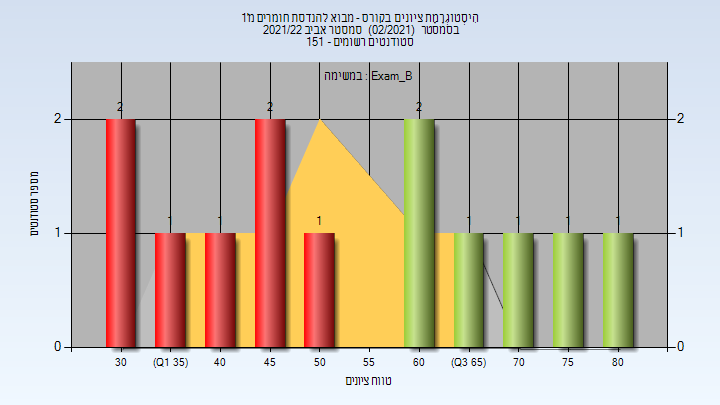 היסטוגרמת ציונים בקורס - מבוא להנדסת חומרים מ'1
בסמסטר (02/2021) סמסטר אביב 2021/22
סטודנטים רשומים - 151
במשימה : Exam_B
2 2 2
2 2
1 1 1 1 1 1 1
1 1
מספר סטודנטים
0 0
30 (Q1 35) 40 45 50 55 60 (Q3 65) 70 75 80
טווח ציונים